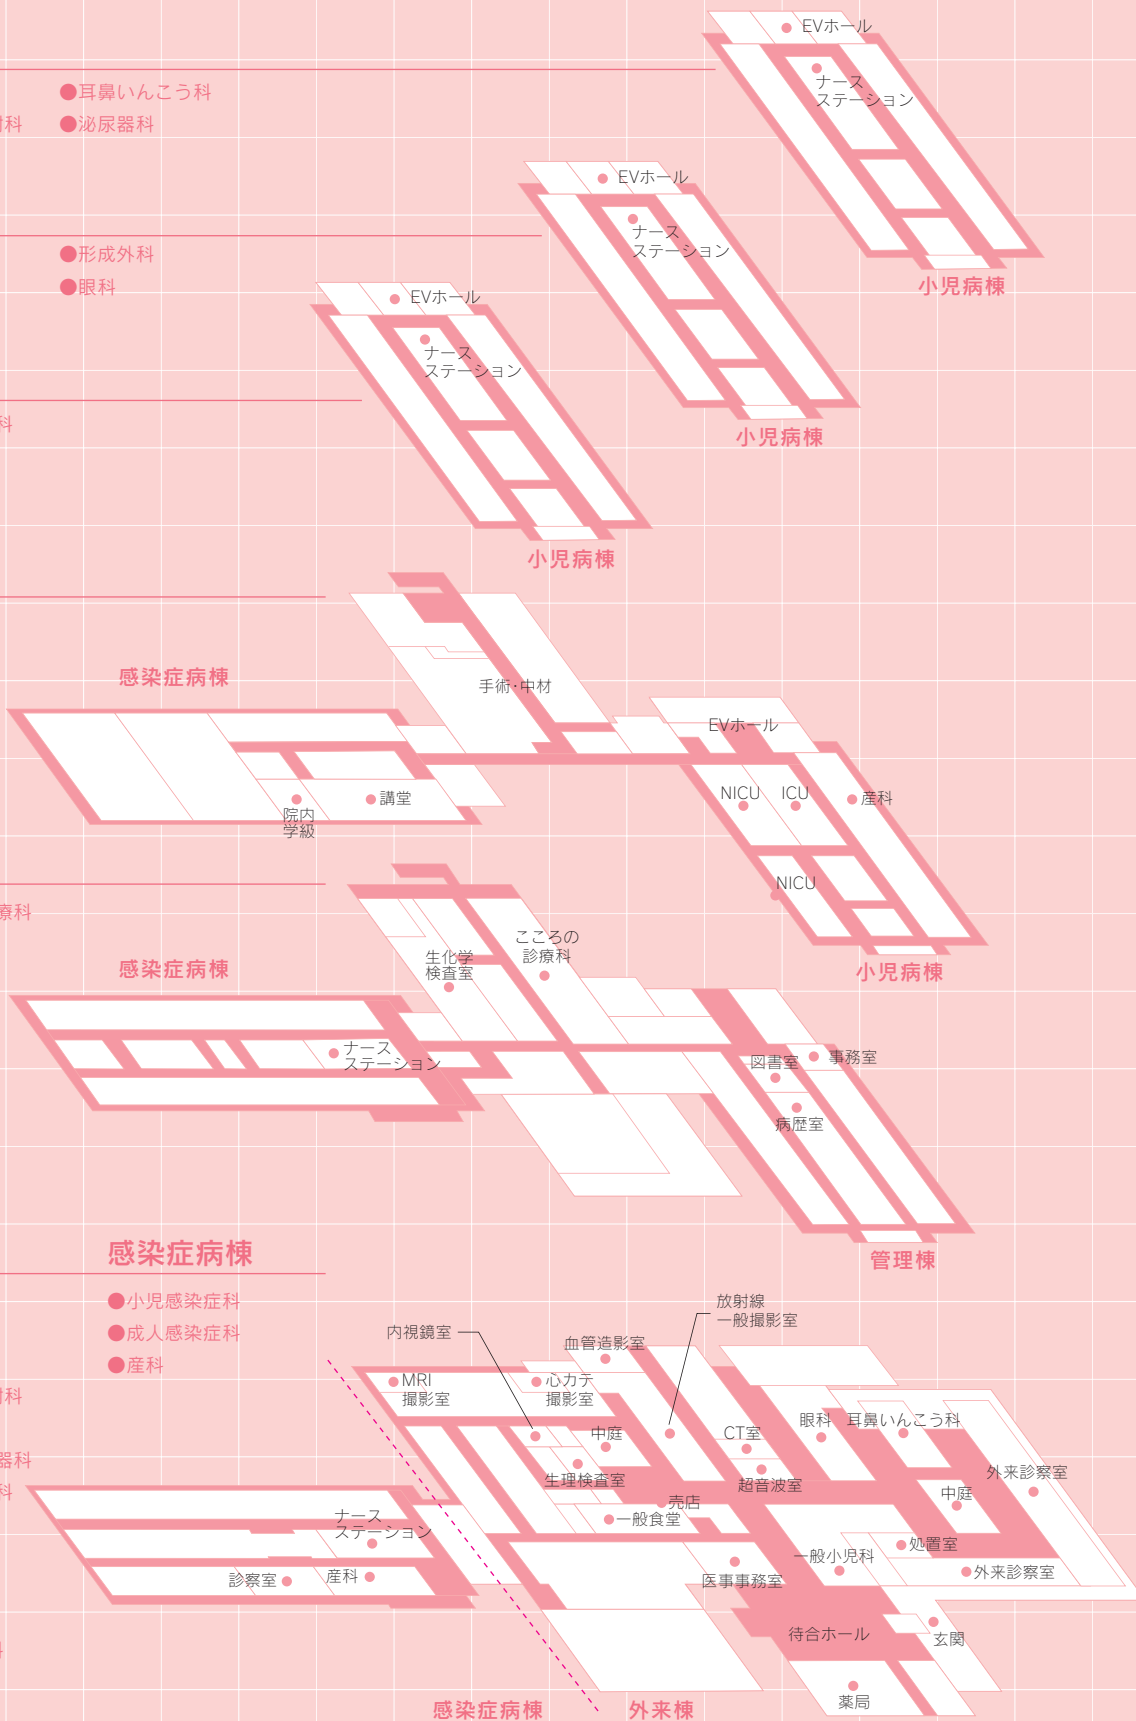 EVホール
ナース
ステーション
●耳鼻いんこう科
科 ●泌尿器科
EVホール
ナース
ステーション
小児病棟
●形成外科
●眼科
EVホール
ナース
ステーション
小児病棟
科
小児病棟
感染症病棟
手術・中材
EVホール
院内
学級
講堂
NICU
ICU
産科
NICU
小児病棟
療科
感染症病棟
こころの
診療科
生化学
検査室
ナース
ステーション
図書室
事務室
病歴室
管理棟
感染症病棟
●小児感染症科
●成人感染症科
●産科
科
器科
科
内視鏡室
放射線
一般撮影室
血管造影室
MRI
撮影室
心カテ
撮影室
中庭
CT室
眼科
耳鼻いんこう科
生理検査室
超音波室
外来診察室
中庭
売店
一般食堂
ナース
ステーション
処置室
一般小児科
外来診察室
診察室
産科
医事事務室
待合ホール
玄関
薬局
感染症病棟
外来棟